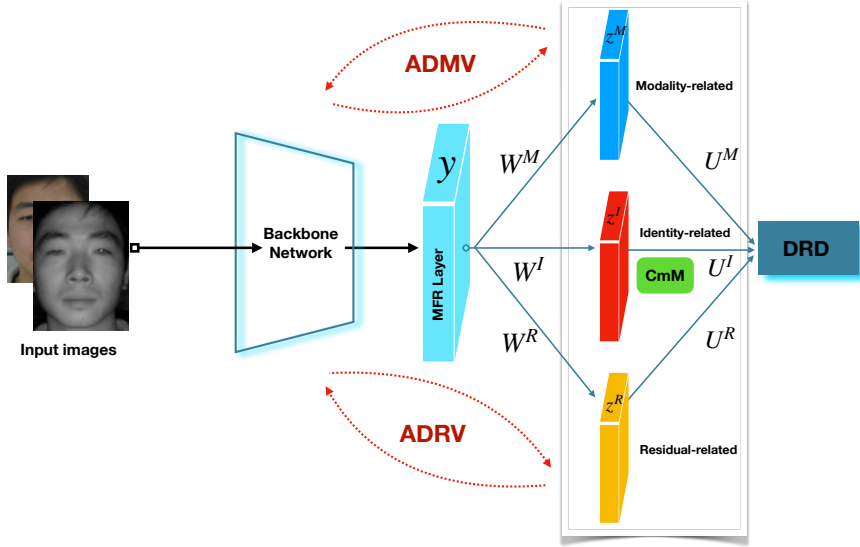 z^M
ADMV
Modality-related
y
W^M
U^M
z^I
Identity-related
Backbone
Network
MFR Layer
W^I
CmM
U^I
DRD
Input images
W^R
U^R
z^R
ADRV
Residual-related